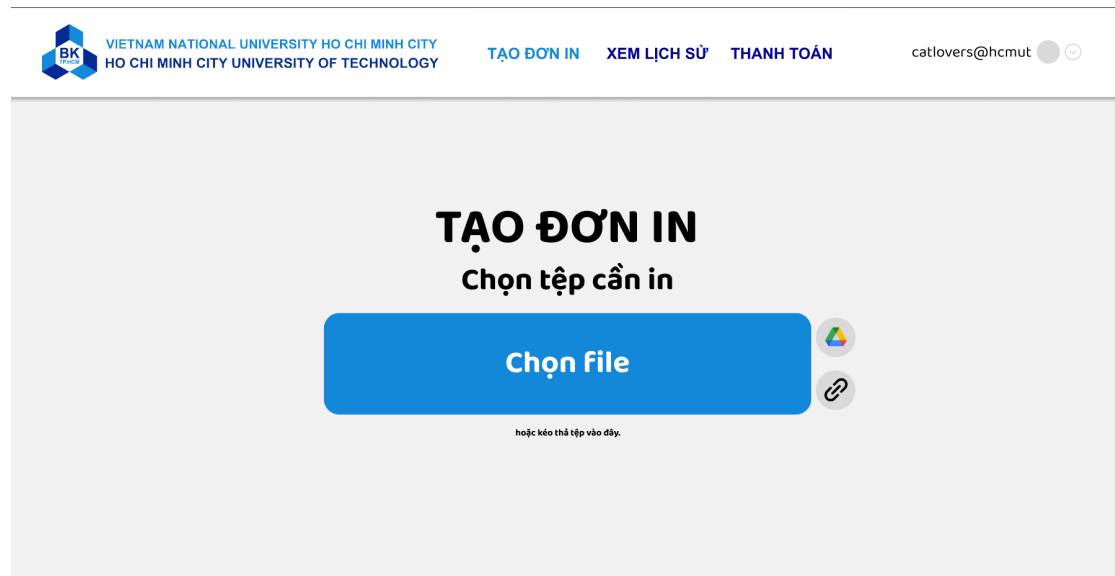 BK
TP.HCM
VIETNAM NATIONAL UNIVERSITY HO CHI MINH CITY
HO CHI MINH CITY UNIVERSITY OF TECHNOLOGY
TẠO ĐƠN IN
XEM LỊCH SỬ
THANH TOÁN
catlovers@hcmut
TẠO ĐƠN IN
Chọn tệp cần in
Chọn file
hoặc kéo thả tệp vào đây.